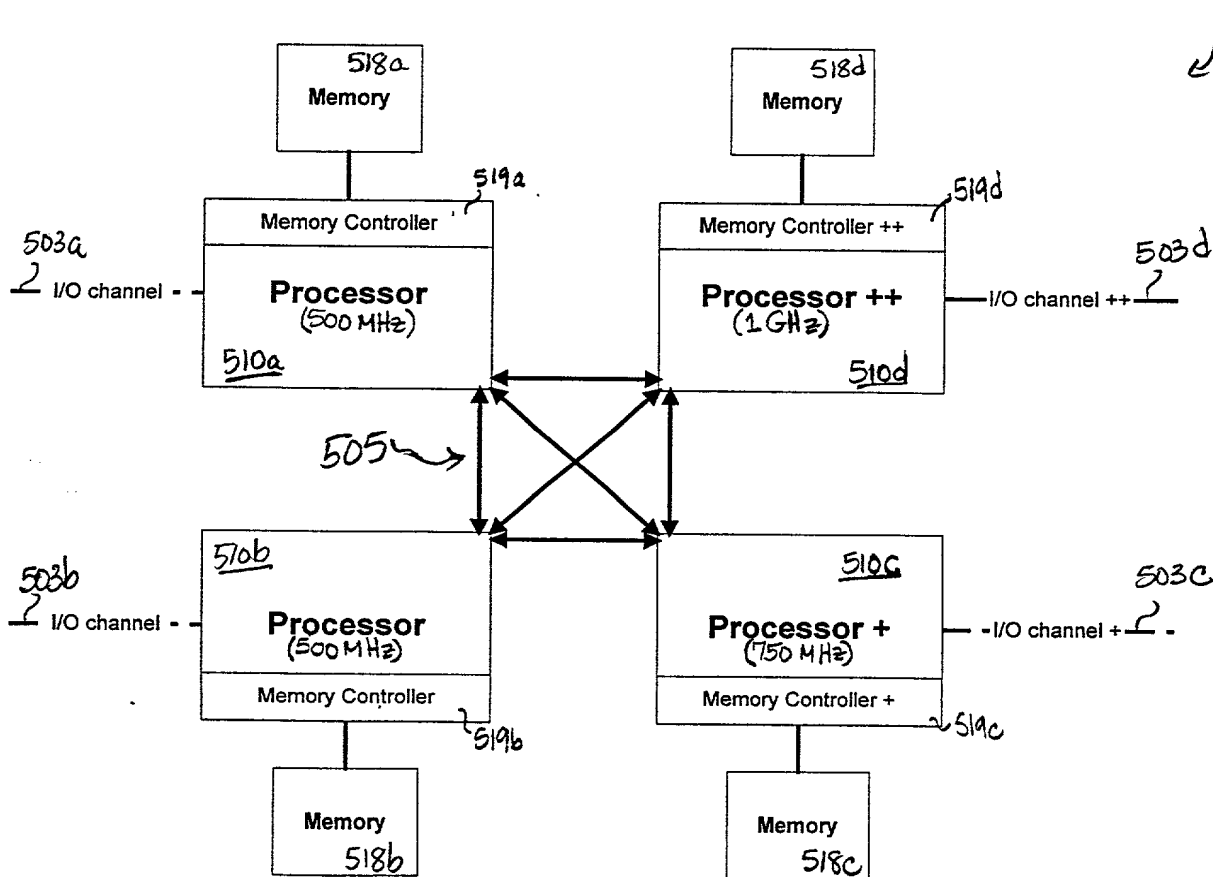 518a
Memory
518d
Memory
519a
Memory Controller
519d
Memory Controller ++
503a
I/O channel
Processor
(500 MHz)
510a
Processor ++
(1 GHz)
510d
503d
I/O channel ++
505
503b
I/O channel
510b
Processor
(500 MHz)
Memory Controller
519b
510c
Processor +
(750 MHz)
Memory Controller +
519c
503c
I/O channel +
Memory
518b
Memory
518c